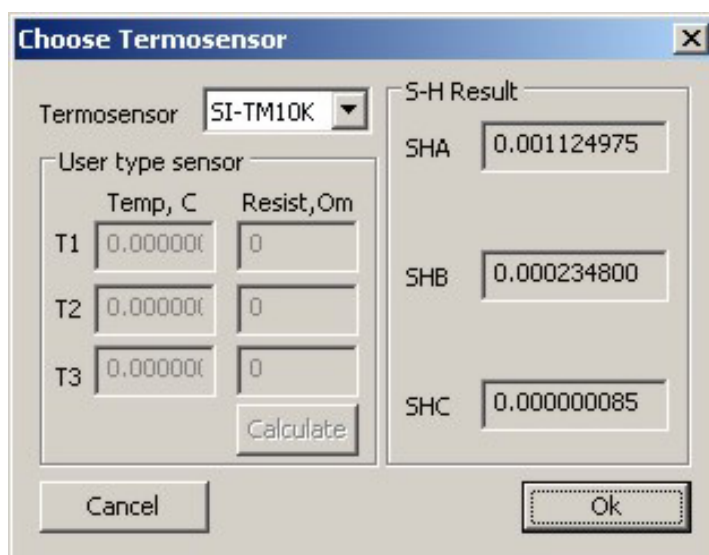 Choose Termosensor
Termosensor SI-TM10K
User type sensor
Temp, C Resist,Om
T1 0.000000 0
T2 0.000000 0
T3 0.000000 0
Calculate
S-H Result
SHA 0.001124975
SHB 0.000234800
SHC 0.000000085
Cancel
Ok